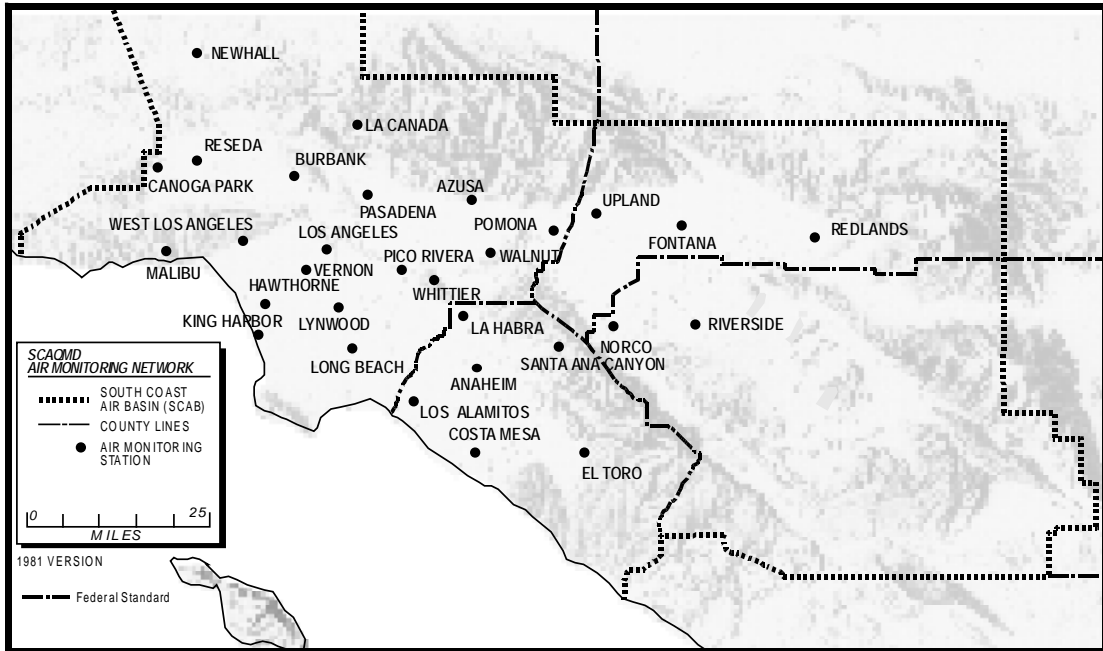 NEWHALL
LA CANADA
RESEDA
BURBANK
CANOGA PARK
AZUSA
UPLAND
PASADENA
WEST LOS ANGELES
POMONA
LOS ANGELES
FONTANA
REDLANDS
MALIBU
PICO RIVERA
WALNUT
VERNON
HAWTHORNE
WHITTIER
KING HARBOR
LYNWOOD
LA HABRA
RIVERSIDE
NORCO
LONG BEACH
SANTA ANA CANYON
ANAHEIM
LOS ALAMITOS
COSTA MESA
EL TORO
SCAQMD
AIR MONITORING NETWORK
SOUTH COAST
AIR BASIN (SCAB)
COUNTY LINES
AIR MONITORING
STATION
0 25
MILES
1981 VERSION
Federal Standard